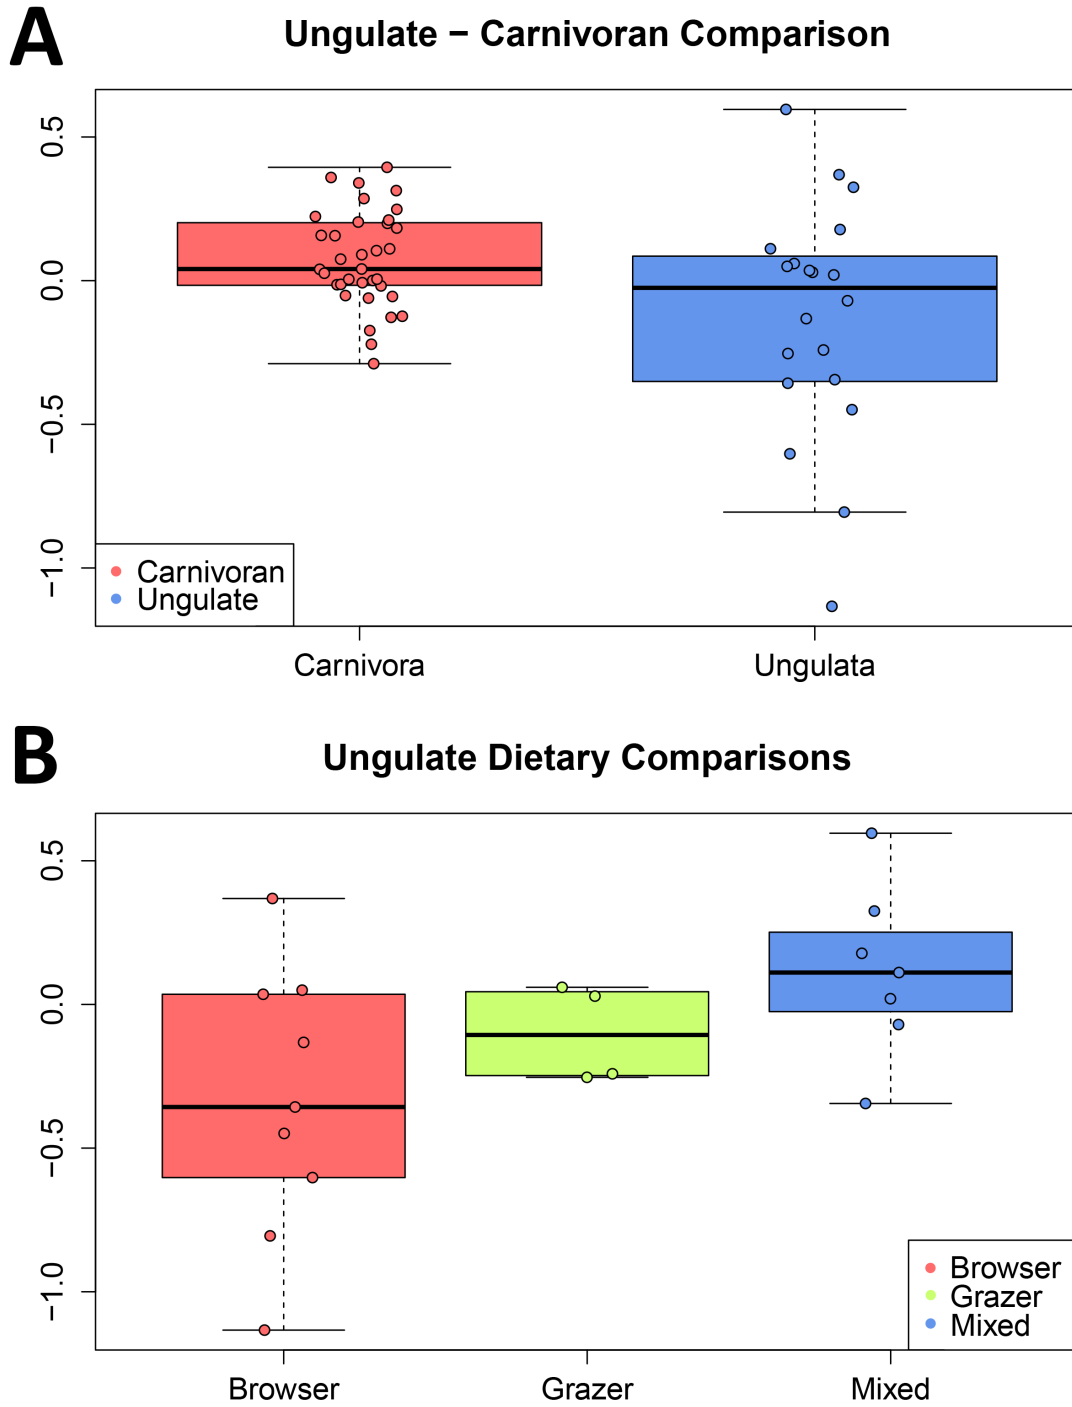 A
Ungulate − Carnivoran Comparison
0.5
0.0
−0.5
−1.0
Carnivoran
Ungulate
Carnivora
Ungulata
B
Ungulate Dietary Comparisons
0.5
0.0
−0.5
−1.0
Browser
Grazer
Mixed
Browser
Grazer
Mixed